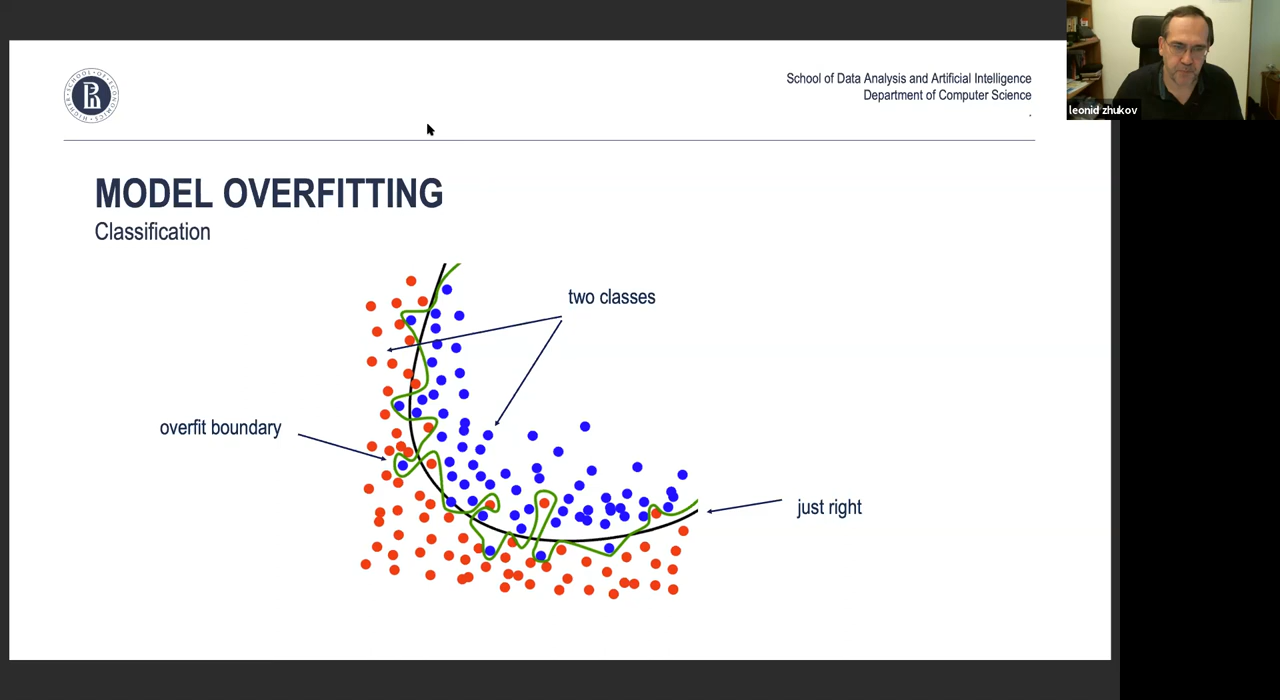 School of Data Analysis and Artificial Intelligence
Department of Computer Science
.
leonid zhukov
MODEL OVERFITTING
Classification
two classes
overfit boundary
just right